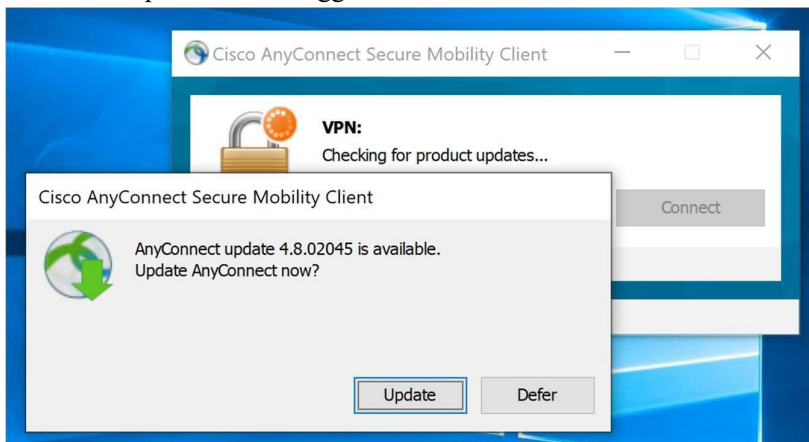 Cisco AnyConnect Secure Mobility Client
VPN:
Checking for product updates...
Connect
Cisco AnyConnect Secure Mobility Client
AnyConnect update 4.8.02045 is available.
Update AnyConnect now?
Update
Defer